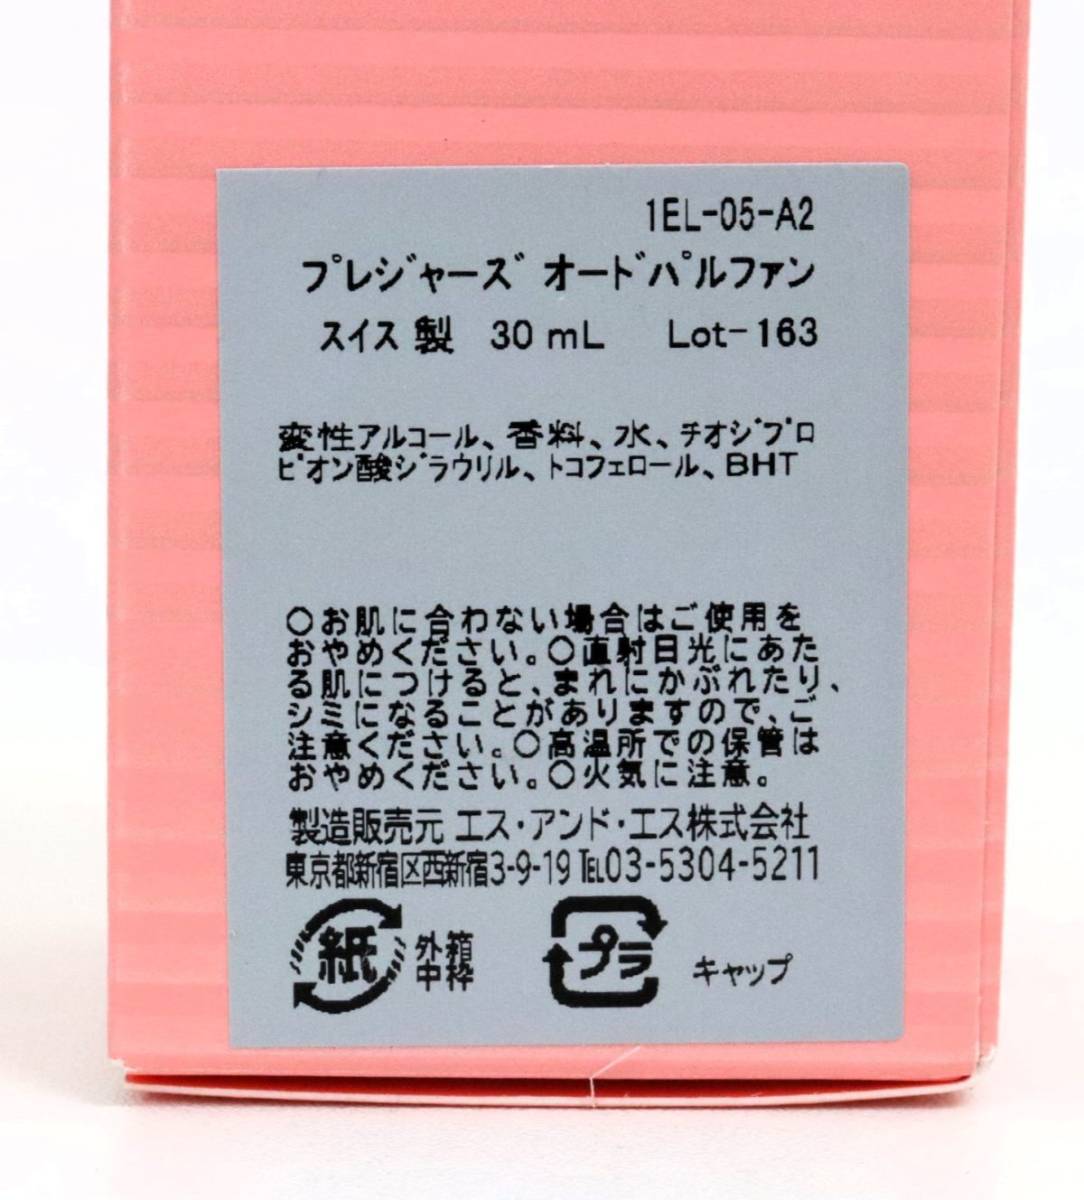 1EL-05-A2
プレジャーズ オードパルファン
スイス製 30 mL Lot-163
変性アルコール、香料、水、チオジプロ
ピオン酸ジラウリル、トコフェロール、BHT
○お肌に合わない場合はご使用を
おやめください。○直射日光にあた
る肌につけると、まれにかぶれたり、
シミになることがありますので、ご
注意ください。○高温所での保管は
おやめください。○火気に注意。
製造販売元 エス・アンド・エス株式会社
東京都新宿区西新宿3-9-19 TEL03-5304-5211
紙 外箱 プラ キャップ
中枠